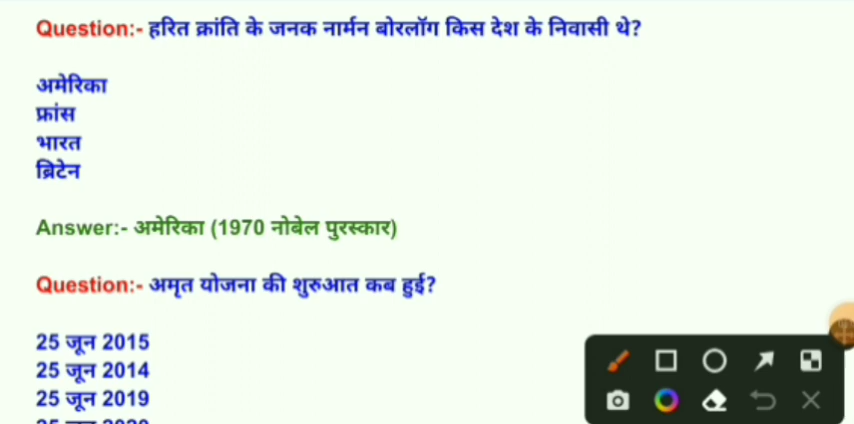 Question:- हरित क्रांति के जनक नार्मन बोरलॉग किस देश के निवासी थे?
अमेरिका
फ्रांस
भारत
ब्रिटेन
Answer:- अमेरिका (1970 नोबेल पुरस्कार)
Question:- अमृत योजना की शुरुआत कब हुई?
25 जून 2015
25 जून 2014
25 जून 2019